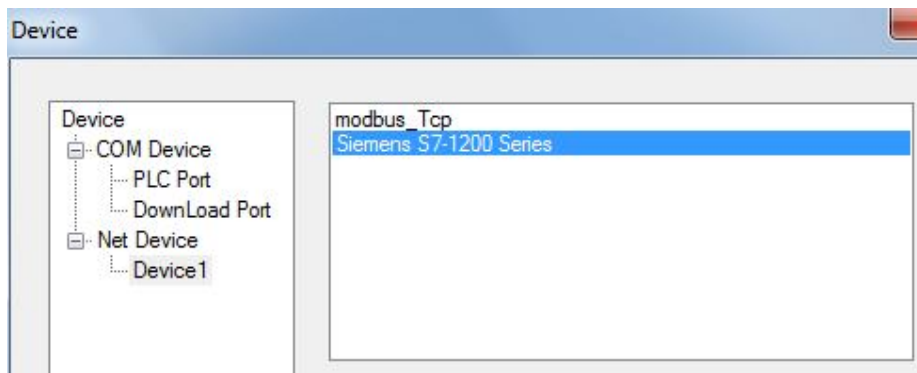 Device
Device
COM Device
PLC Port
DownLoad Port
Net Device
Device1
modbus_Tcp
Siemens S7-1200 Series